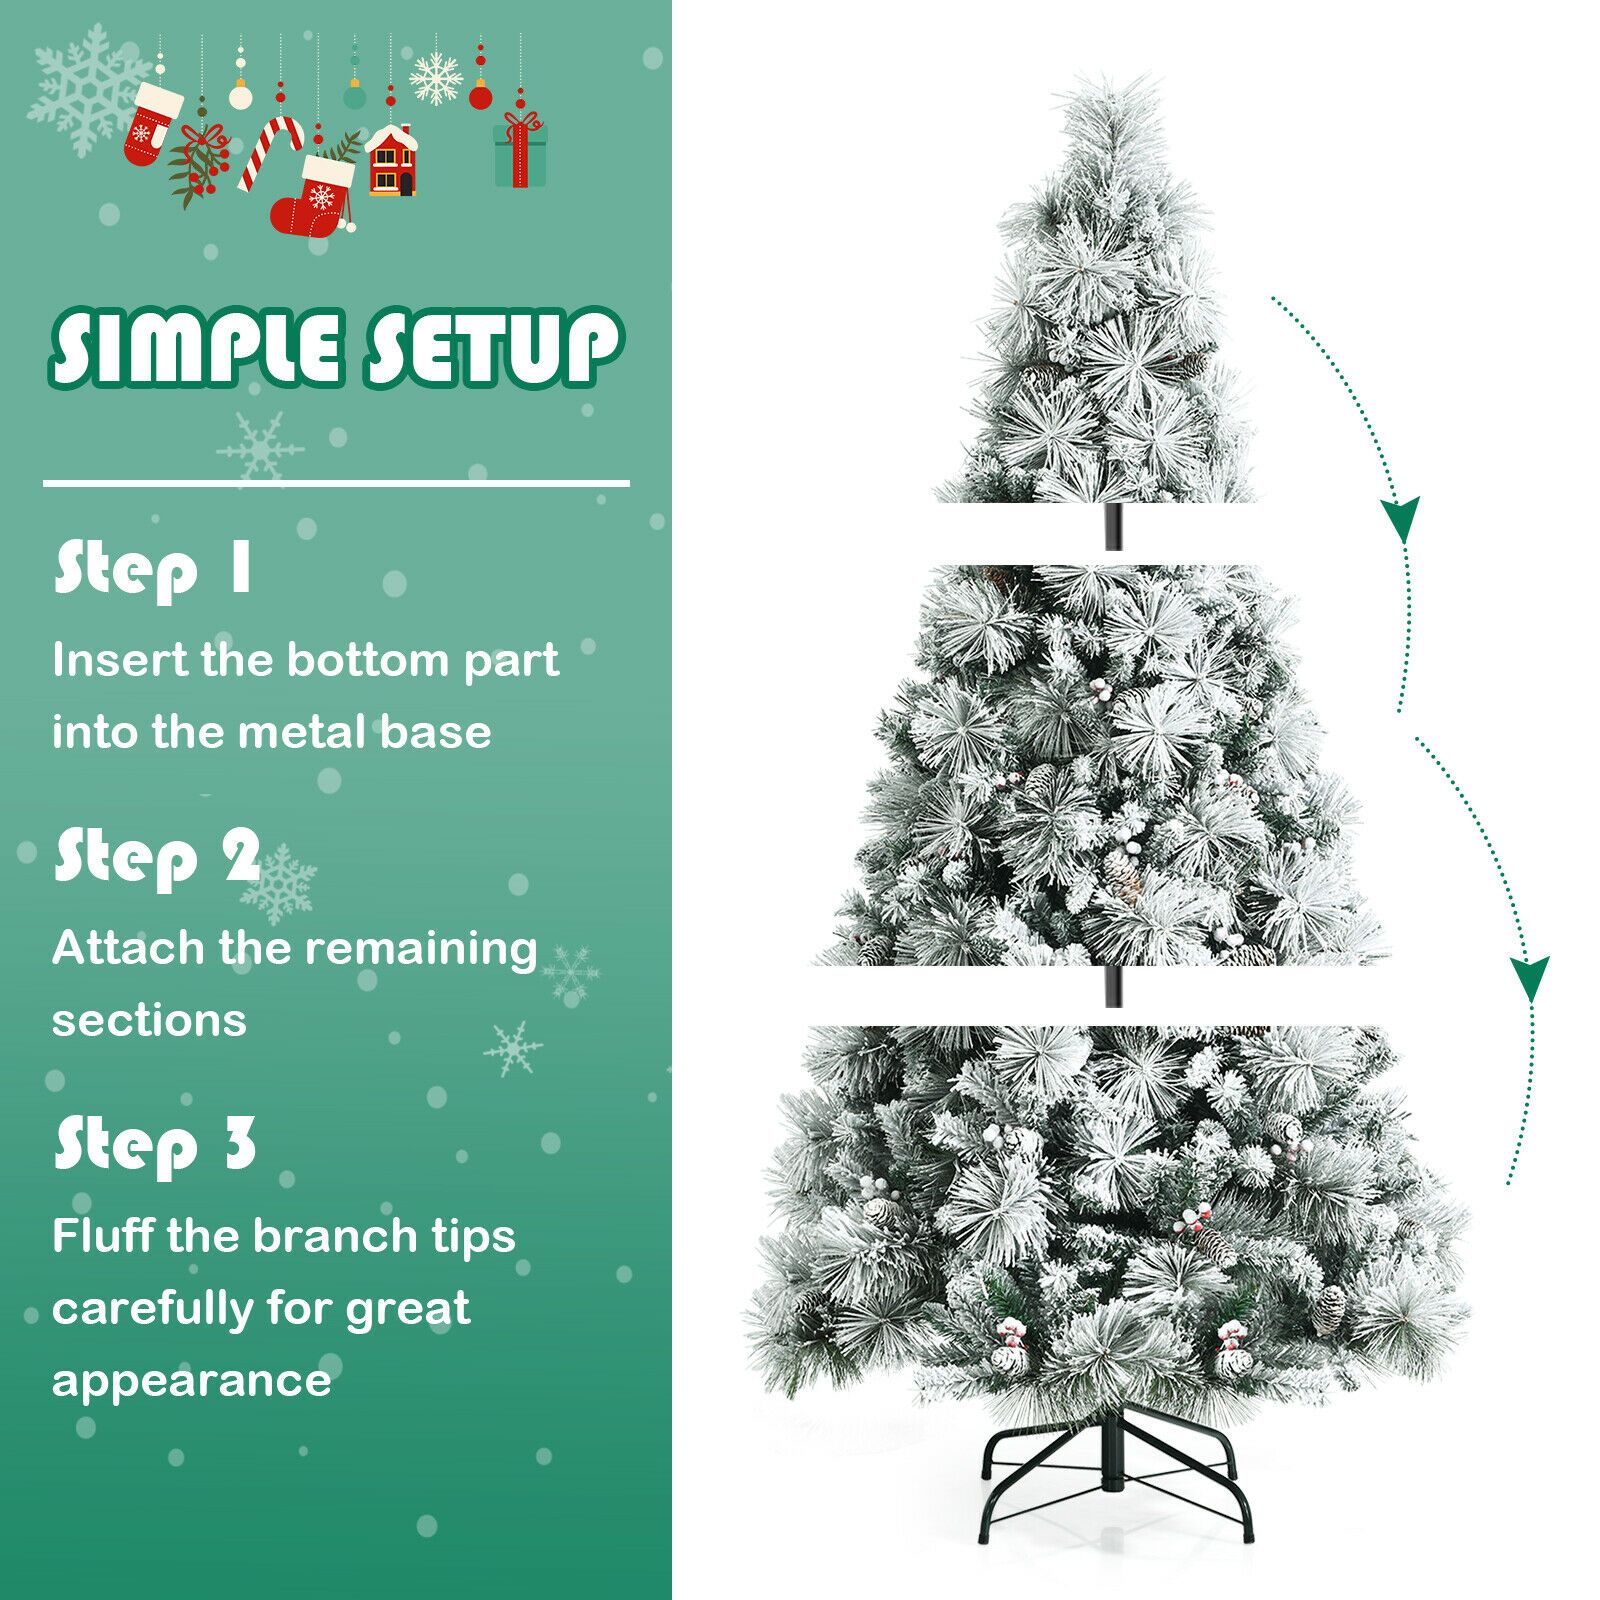 SIMPLE SETUP
Step 1
Insert the bottom part
into the metal base
Step 2
Attach the remaining
sections
Step 3
Fluff the branch tips
carefully for great
appearance